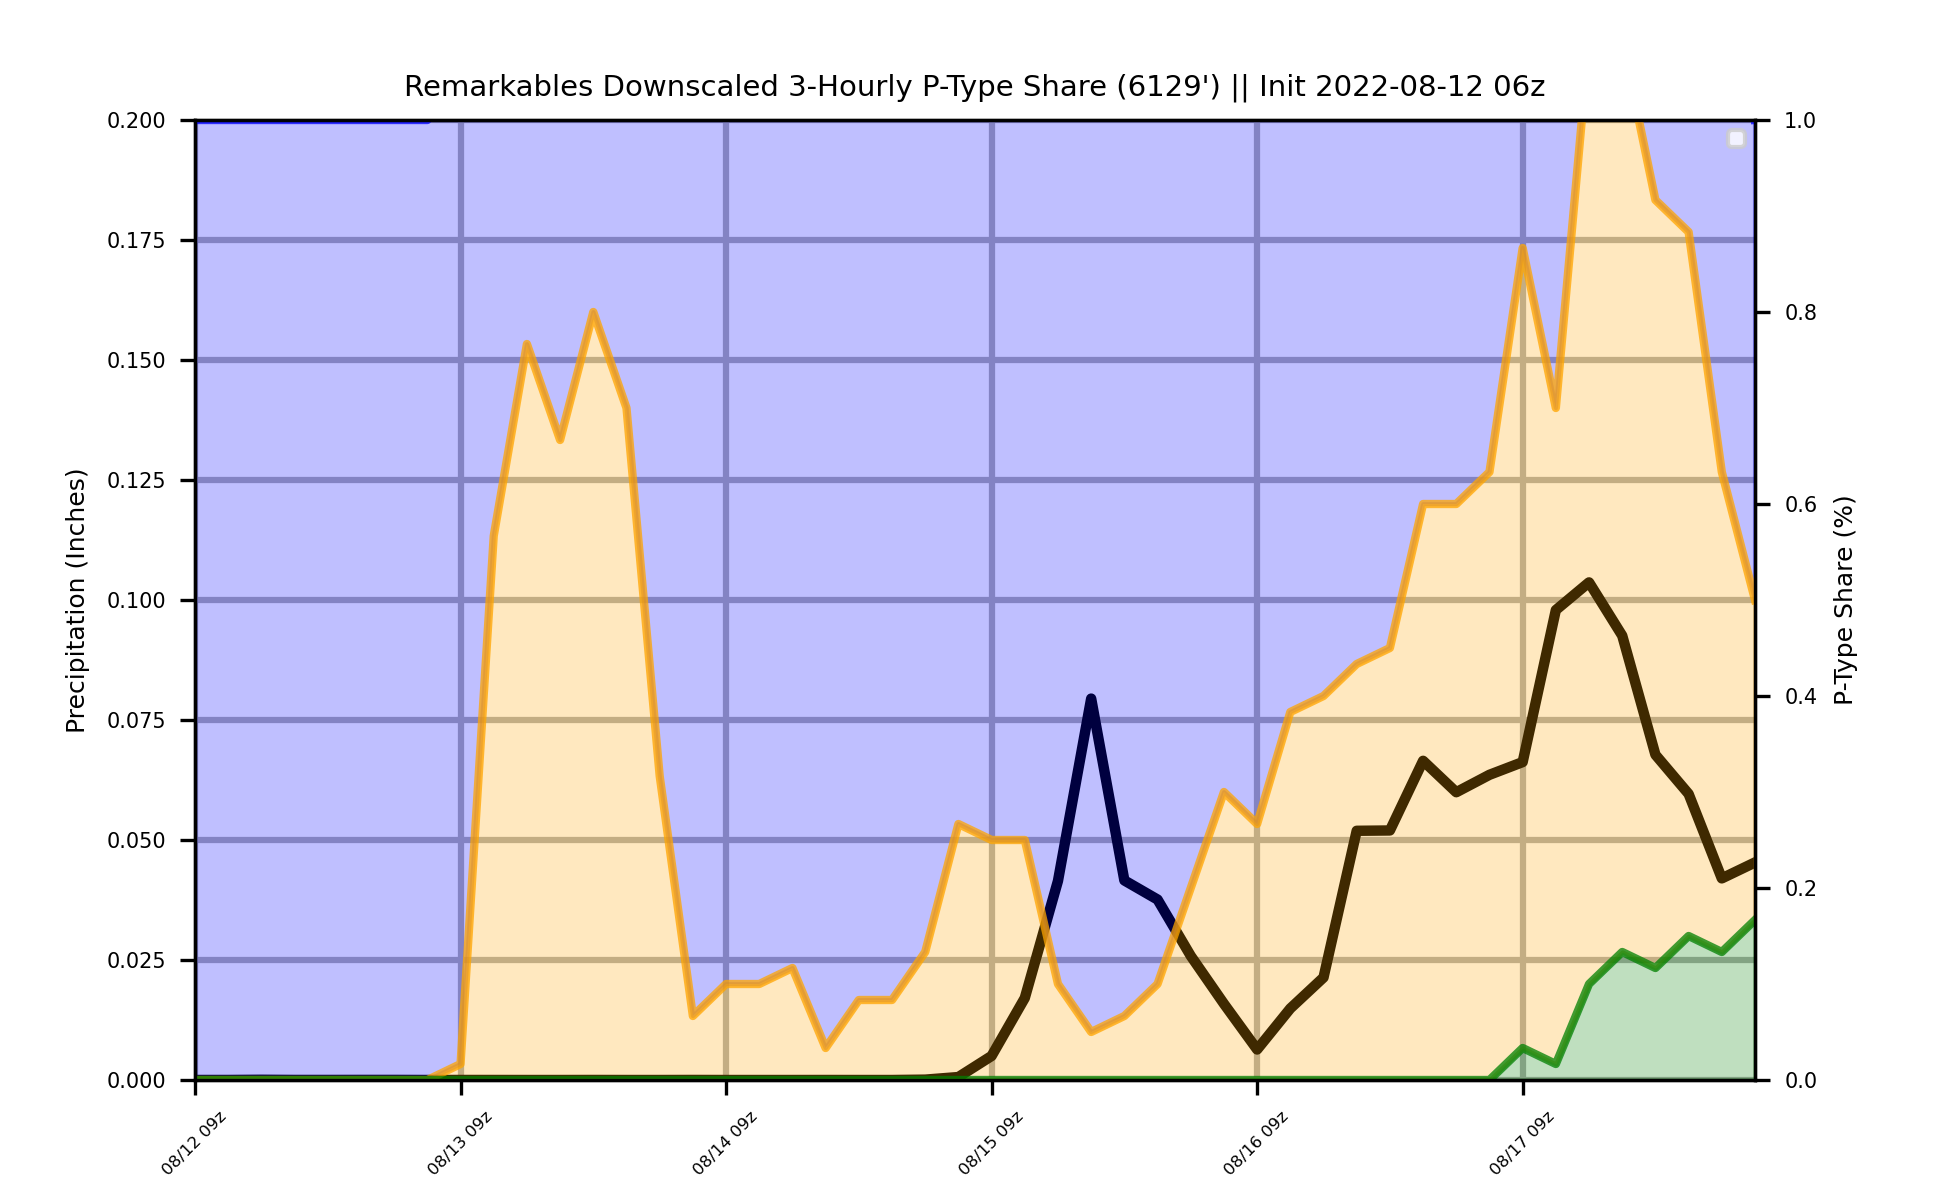 Remarkables Downscaled 3-Hourly P-Type Share (6129') || Init 2022-08-12 06z
Precipitation (Inches)
0.200
0.175
0.150
0.125
0.100
0.075
0.050
0.025
0.000
1.0
0.8
0.6
0.4
0.2
0.0
P-Type Share (%)
08/12 09z
08/13 09z
08/14 09z
08/15 09z
08/16 09z
08/17 09z